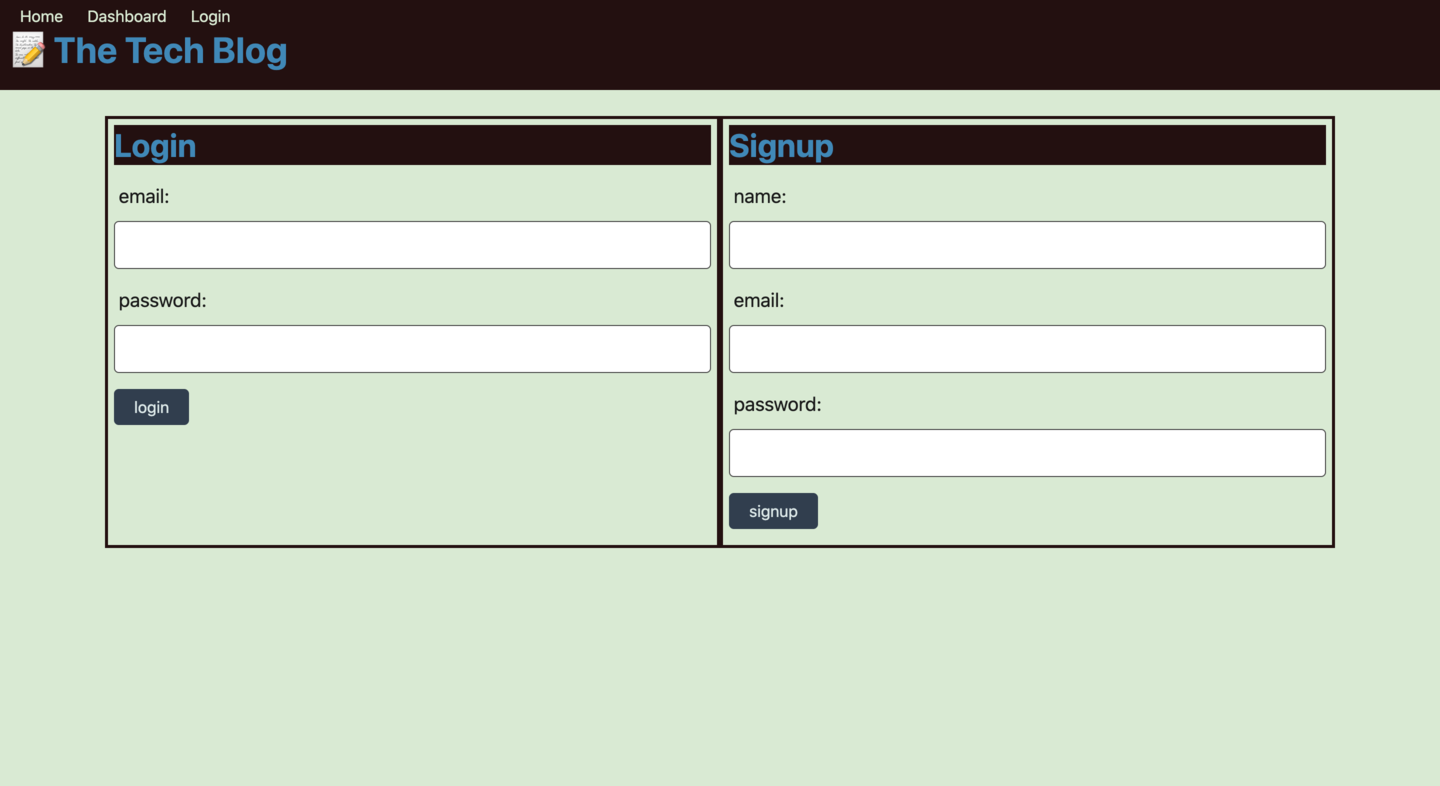 Home Dashboard Login
The Tech Blog
Login
email:
password:
login
Signup
name:
email:
password:
signup